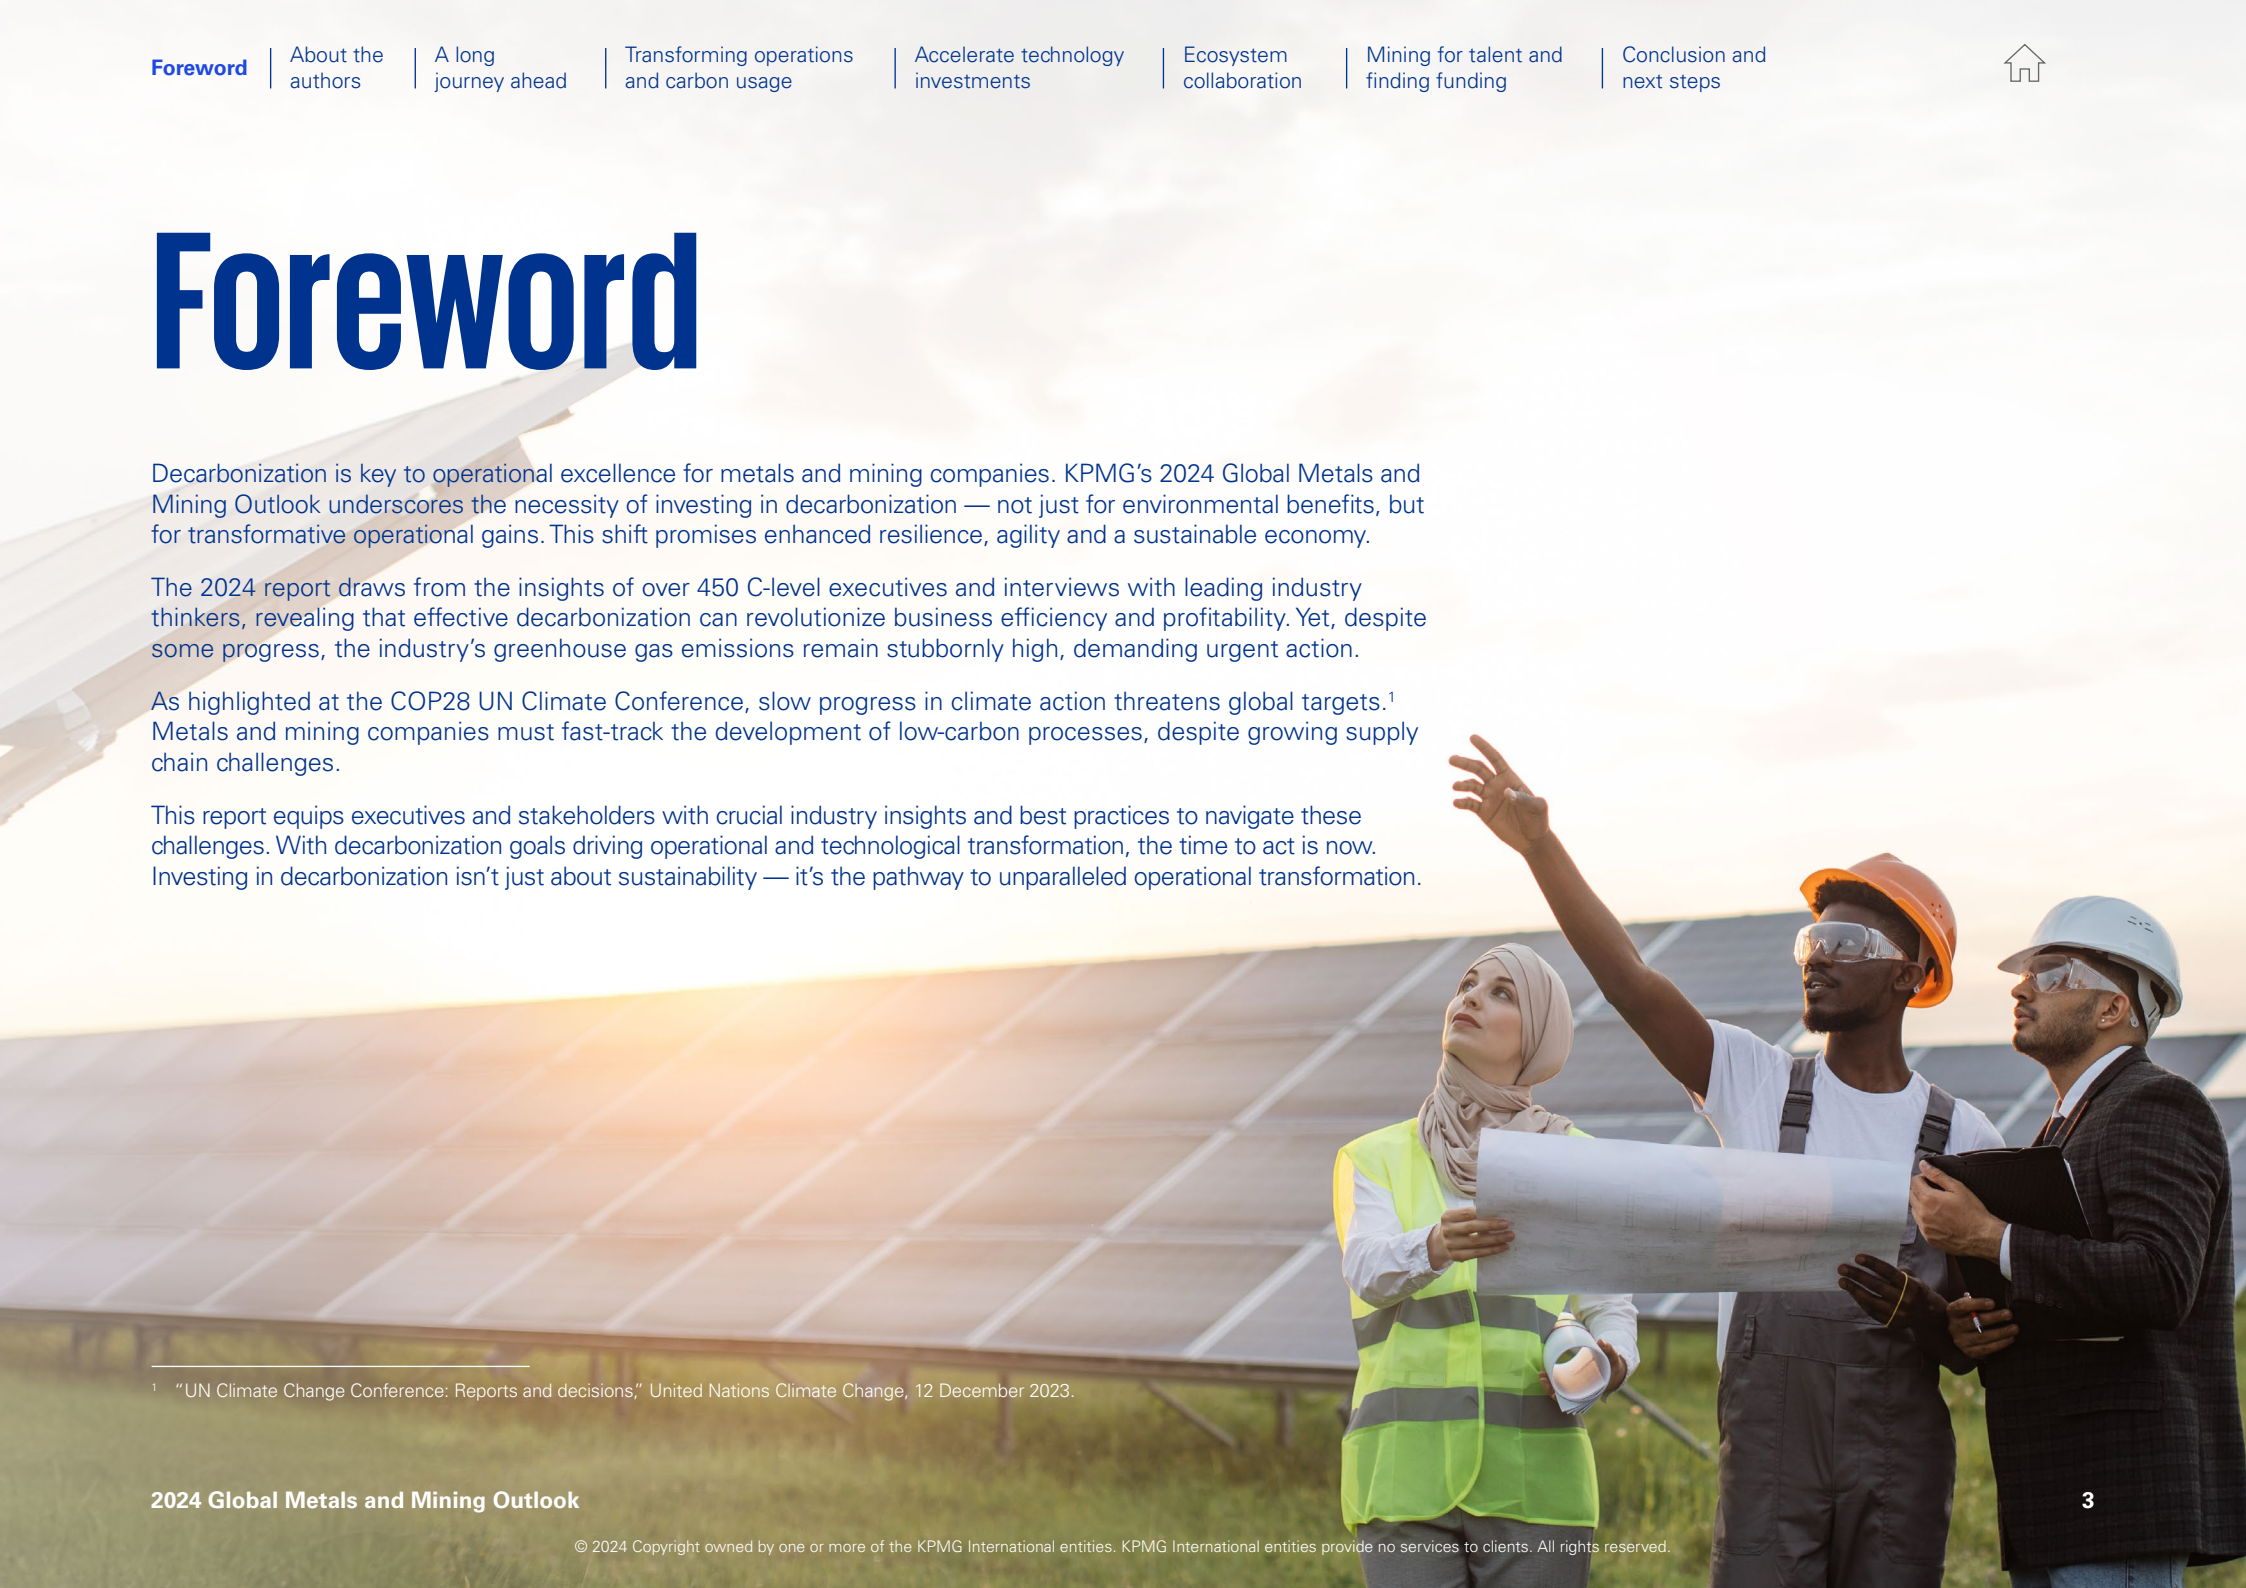 Foreword
About the
authors
A long
journey ahead
Transforming operations
and carbon usage
Accelerate technology
investments
Ecosystem
collaboration
Mining for talent and
finding funding
Conclusion and
next steps
Foreword
Decarbonization is key to operational excellence for metals and mining companies. KPMG’s 2024 Global Metals and
Mining Outlook underscores the necessity of investing in decarbonization — not just for environmental benefits, but
for transformative operational gains. This shift promises enhanced resilience, agility and a sustainable economy.
The 2024 report draws from the insights of over 450 C-level executives and interviews with leading industry
thinkers, revealing that effective decarbonization can revolutionize business efficiency and profitability. Yet, despite
some progress, the industry’s greenhouse gas emissions remain stubbornly high, demanding urgent action.
As highlighted at the COP28 UN Climate Conference, slow progress in climate action threatens global targets.¹
Metals and mining companies must fast-track the development of low-carbon processes, despite growing supply
chain challenges.
This report equips executives and stakeholders with crucial industry insights and best practices to navigate these
challenges. With decarbonization goals driving operational and technological transformation, the time to act is now.
Investing in decarbonization isn’t just about sustainability — it’s the pathway to unparalleled operational transformation.
¹ “UN Climate Change Conference: Reports and decisions,” United Nations Climate Change, 12 December 2023.
2024 Global Metals and Mining Outlook
3
© 2024 Copyright owned by one or more of the KPMG International entities. KPMG International entities provide no services to clients. All rights reserved.